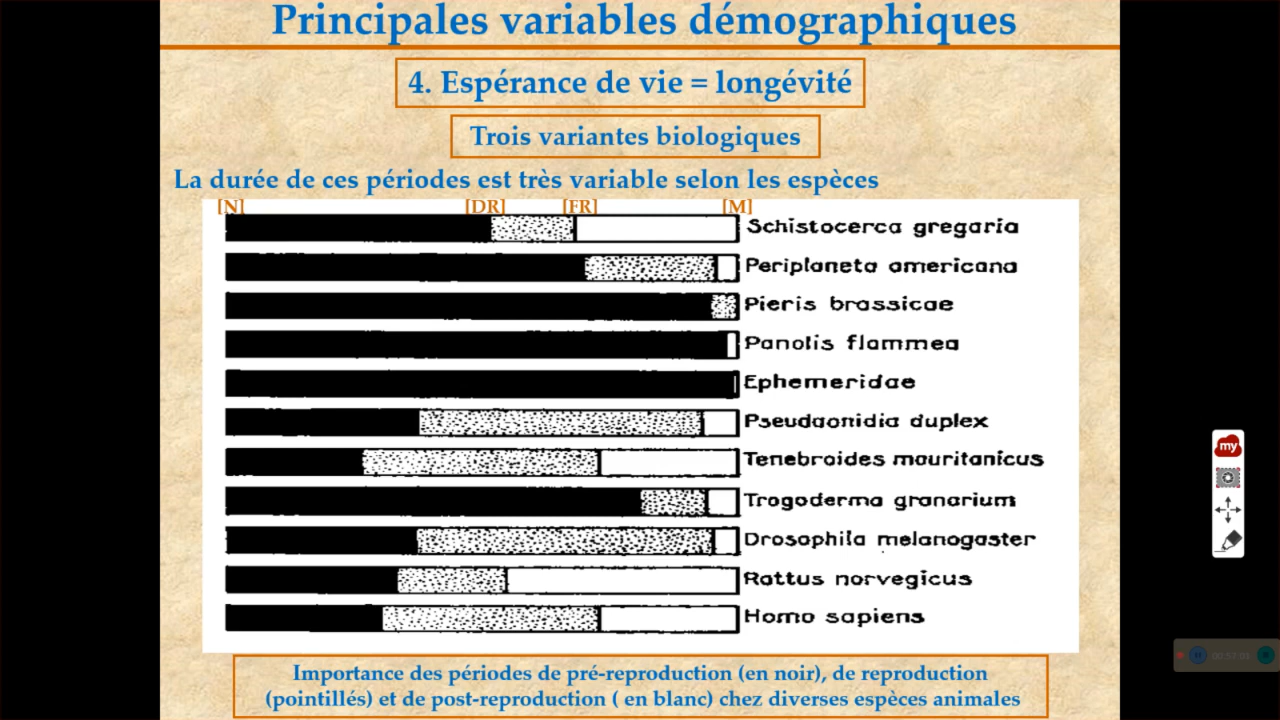 Principales variables démographiques
4. Espérance de vie = longévité
Trois variantes biologiques
La durée de ces périodes est très variable selon les espèces
[N] [DR] [FR] [M]
Schistocerca gregaria
Periplaneta americana
Pieris brassicae
Panolis flammea
Ephemeridae
Pseudaonidia duplex
Tenebroides mauritanicus
Trogoderma granarium
Drosophila melanogaster
Rattus norvegicus
Homo sapiens
Importance des périodes de pré-reproduction (en noir), de reproduction
(pointillés) et de post-reproduction ( en blanc) chez diverses espèces animales
my